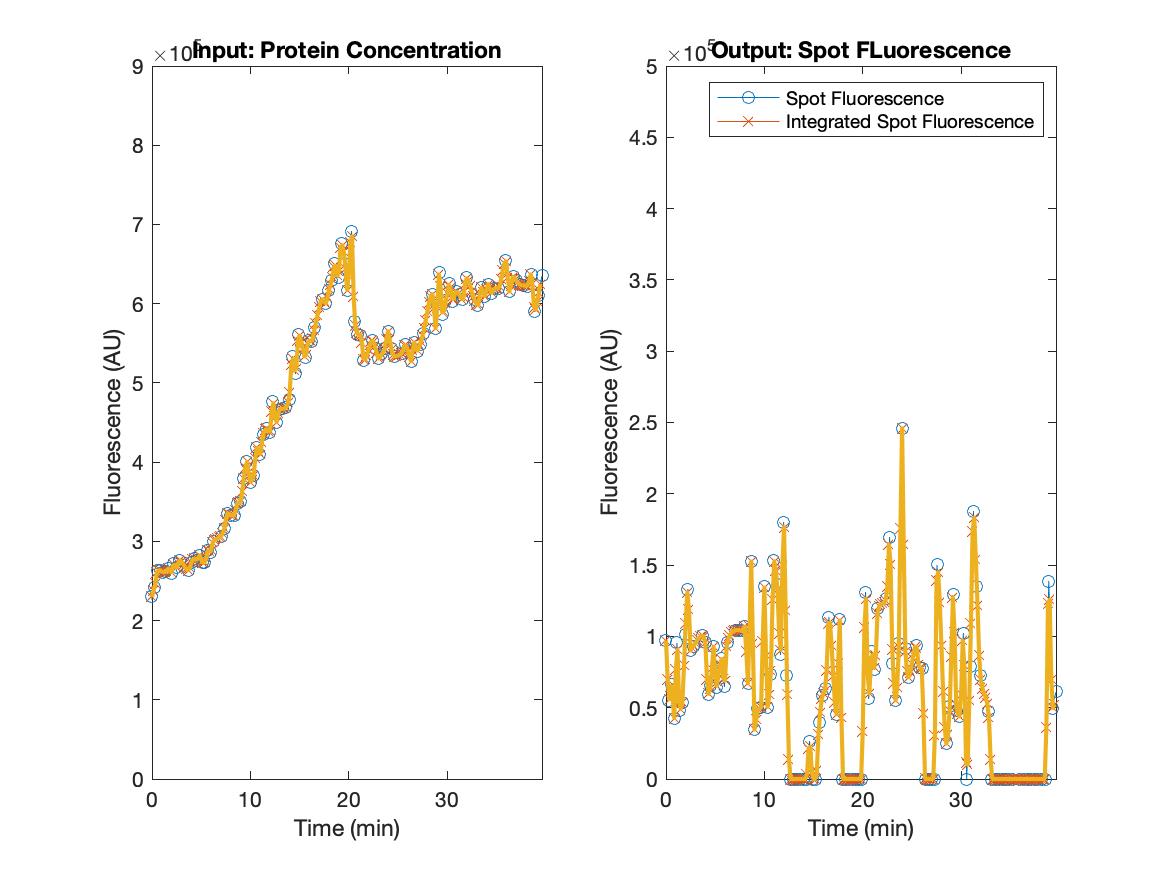 ×10⁵
Input: Protein Concentration
9
8
7
6
5
4
3
2
1
0
Fluorescence (AU)
0 10 20 30
Time (min)
×10⁵
Output: Spot FLuorescence
Spot Fluorescence
Integrated Spot Fluorescence
5
4.5
4
3.5
3
2.5
2
1.5
1
0.5
0
Fluorescence (AU)
0 10 20 30
Time (min)